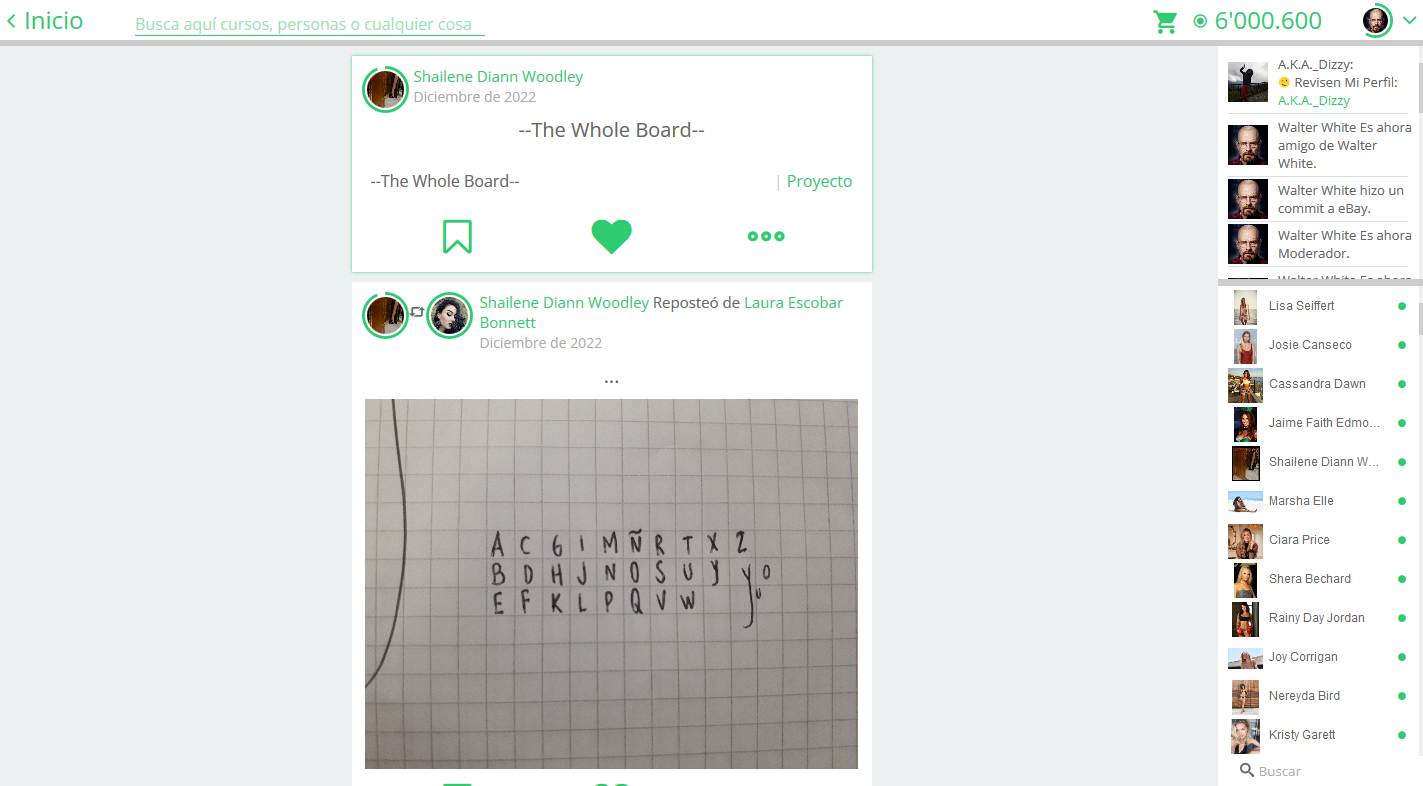 Inicio
Busca aquí cursos, personas o cualquier cosa
6'000.600
Shailene Diann Woodley
Diciembre de 2022
--The Whole Board--
--The Whole Board--
| Proyecto
Shailene Diann Woodley Reposteó de Laura Escobar
Bonnett
Diciembre de 2022
...
A C G I M Ñ R T X Z
B D H J N O S U Y y o
E F K L P Q V W u
A.K.A._Dizzy:
Revisen Mi Perfil:
A.K.A._Dizzy
Walter White Es ahora
amigo de Walter
White.
Walter White hizo un
commit a eBay.
Walter White Es ahora
Moderador.
Walter White Es ahora
Lisa Seiffert
Josie Canseco
Cassandra Dawn
Jaime Faith Edmo...
Shailene Diann W...
Marsha Elle
Ciara Price
Shera Bechard
Rainy Day Jordan
Joy Corrigan
Nereyda Bird
Kristy Garett
Buscar